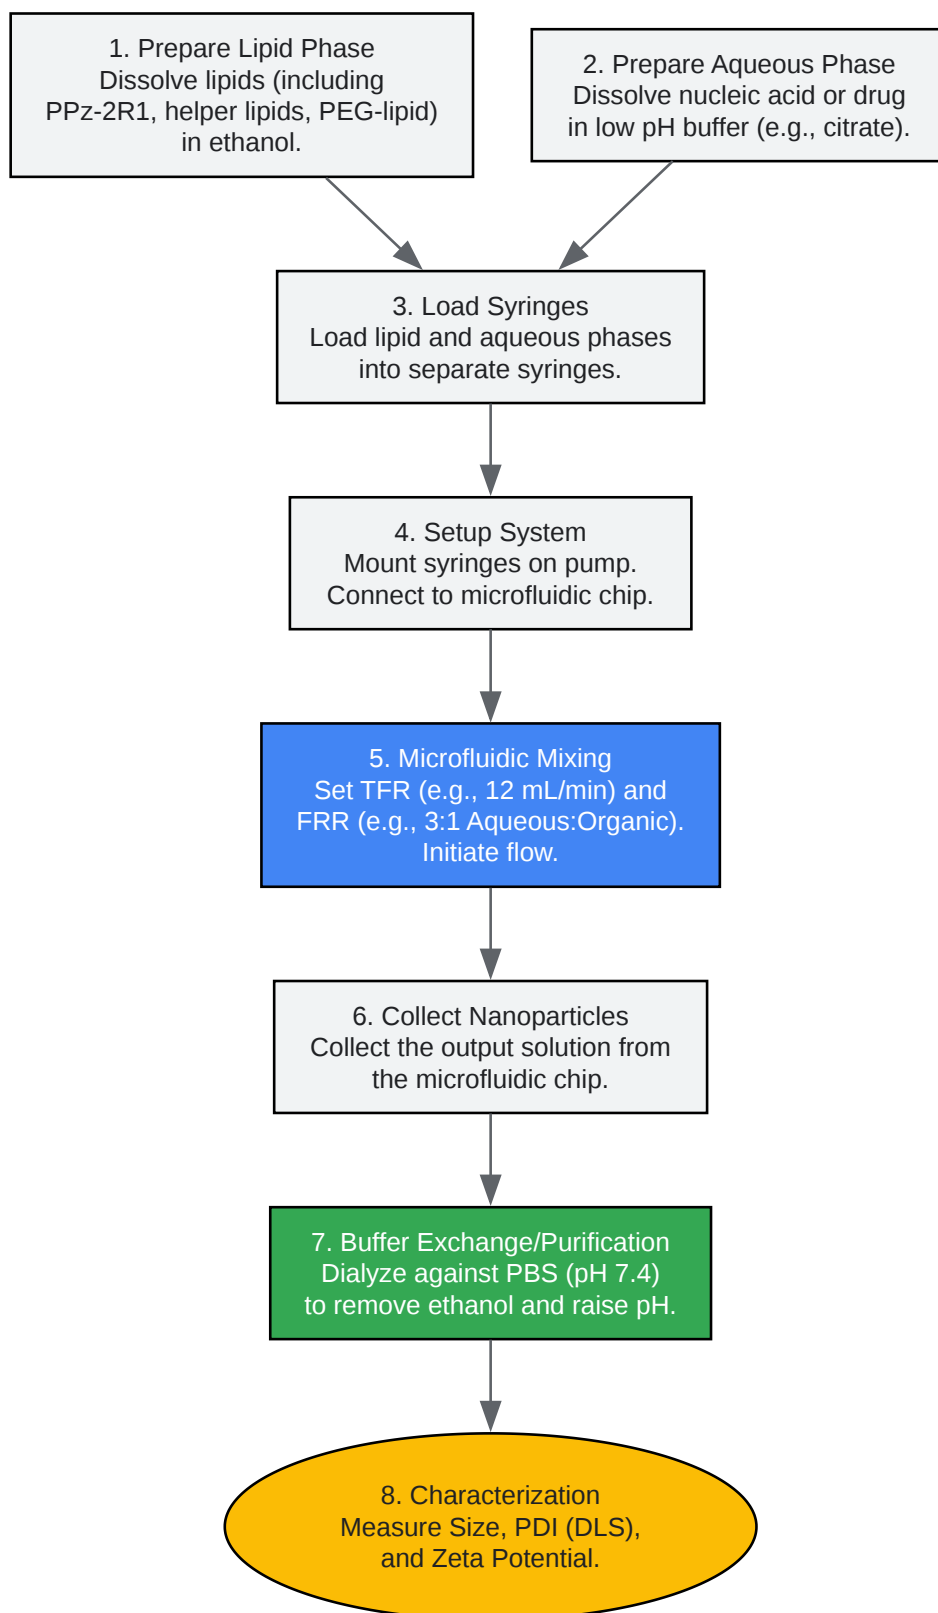 1. Prepare Lipid Phase
Dissolve lipids (including
PPz-2R1, helper lipids, PEG-lipid)
in ethanol.
2. Prepare Aqueous Phase
Dissolve nucleic acid or drug
in low pH buffer (e.g., citrate).
3. Load Syringes
Load lipid and aqueous phases
into separate syringes.
4. Setup System
Mount syringes on pump.
Connect to microfluidic chip.
5. Microfluidic Mixing
Set TFR (e.g., 12 mL/min) and
FRR (e.g., 3:1 Aqueous:Organic).
Initiate flow.
6. Collect Nanoparticles
Collect the output solution from
the microfluidic chip.
7. Buffer Exchange/Purification
Dialyze against PBS (pH 7.4)
to remove ethanol and raise pH.
8. Characterization
Measure Size, PDI (DLS),
and Zeta Potential.